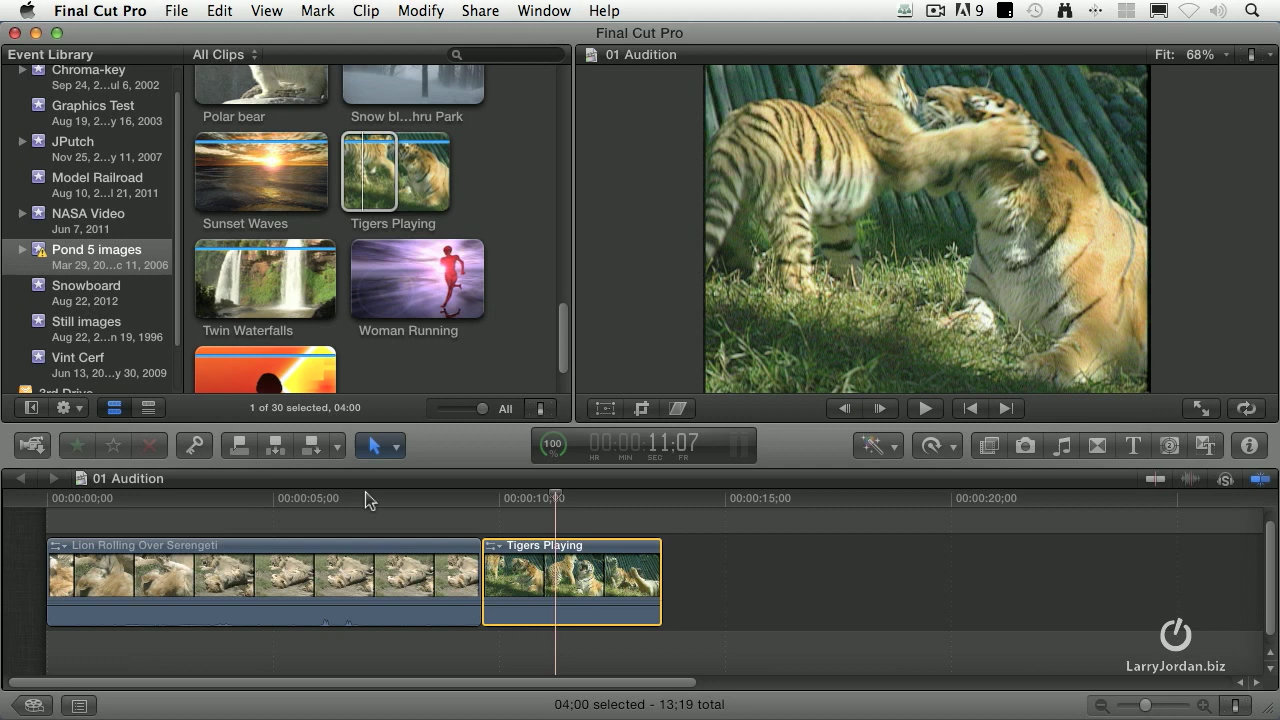 Final Cut Pro File Edit View Mark Clip Modify Share Window Help 9
Final Cut Pro
Event Library
All Clips
01 Audition
Fit: 68%
Chroma-key
Sep 24, 2...ul 6, 2002
Graphics Test
Aug 19, 2...y 16, 2003
JPutch
Nov 25, 2...y 11, 2007
Model Railroad
Aug 10, 2...l 21, 2011
NASA Video
Jun 7, 2011
Pond 5 images
Mar 29, 20...c 11, 2006
Snowboard
Aug 22, 2012
Still images
Aug 22, 2...n 19, 1996
Vint Cerf
Jun 13, 20...y 30, 2009
3rd Drive
Polar bear
Snow bl...hru Park
Sunset Waves
Tigers Playing
Twin Waterfalls
Woman Running
1 of 30 selected, 04:00
All
100
%
00:00:11;07
HR MIN SEC FR
01 Audition
00:00:00;00
00:00:05;00
00:00:10;00
00:00:15;00
00:00:20;00
Lion Rolling Over Serengeti
Tigers Playing
LarryJordan.biz
04:00 selected - 13;19 total